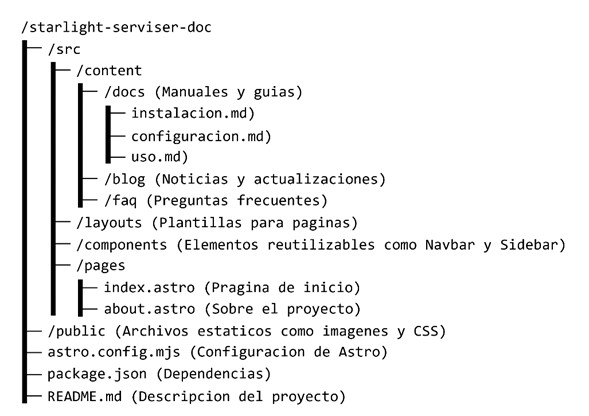 /starlight-serviser-doc
/src
/content
/docs (Manuales y guias)
instalacion.md)
configuracion.md)
uso.md)
/blog (Noticias y actualizaciones)
/faq (Preguntas frecuentes)
/layouts (Plantillas para paginas)
/components (Elementos reutilizables como Navbar y Sidebar)
/pages
index.astro (Pragina de inicio)
about.astro (Sobre el proyecto)
/public (Archivos estaticos como imagenes y CSS)
astro.config.mjs (Configuracion de Astro)
package.json (Dependencias)
README.md (Descripcion del proyecto)